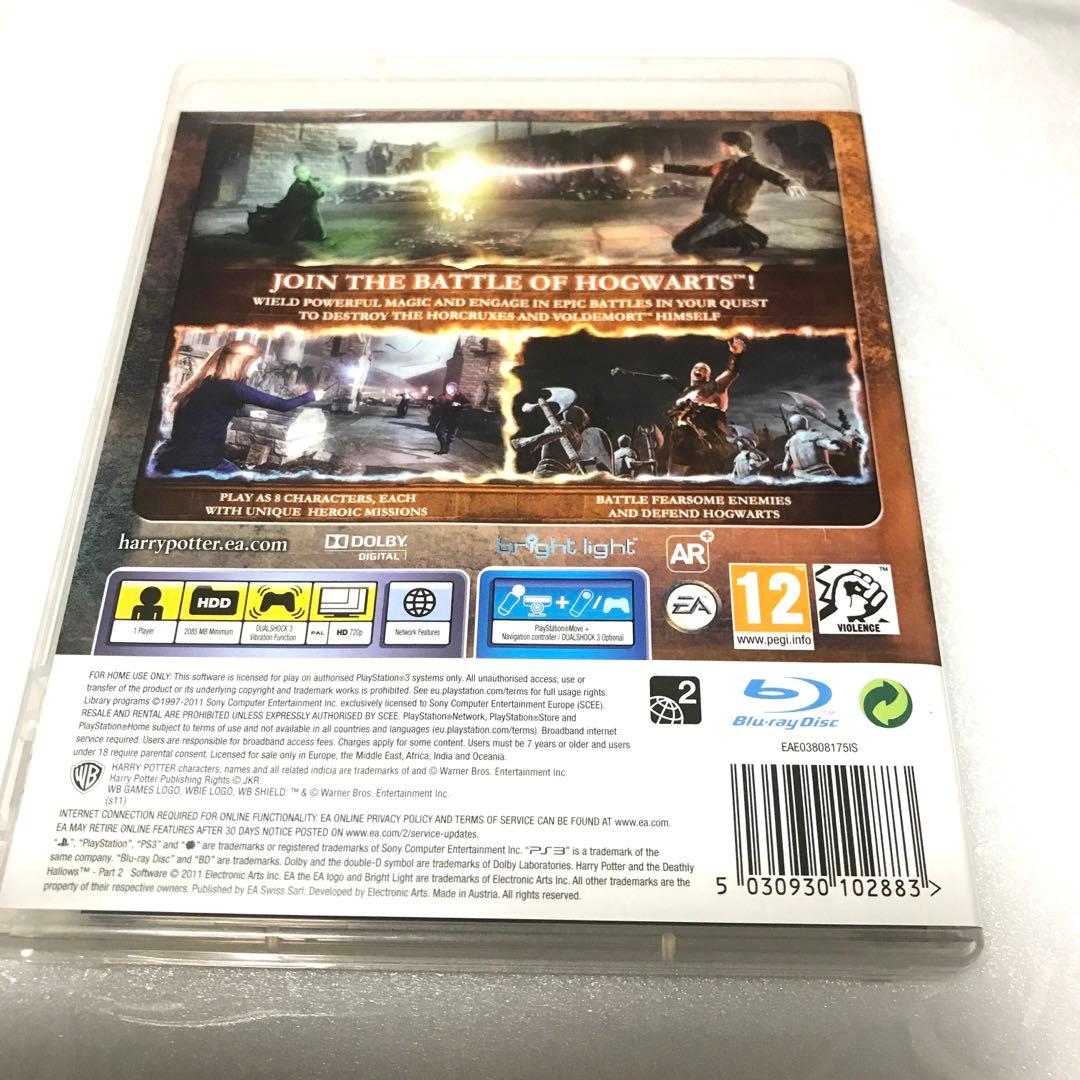 JOIN THE BATTLE OF HOGWARTS™!
WIELD POWERFUL MAGIC AND ENGAGE IN EPIC BATTLES IN YOUR QUEST
TO DESTROY THE HORCRUXES AND VOLDEMORT™ HIMSELF
PLAY AS 8 CHARACTERS, EACH
WITH UNIQUE HEROIC MISSIONS
BATTLE FEARSOME ENEMIES
AND DEFEND HOGWARTS
harrypotter.ea.com
DOLBY
DIGITAL
bright light
AR+
HDD
1 Player
2085 MB Minimum
DUALSHOCK 3
Vibration Function
PAL
HD 720p
Network Features
PlayStation®Move +
Navigation controller / DUALSHOCK 3 Optional
EA
12
www.pegi.info
VIOLENCE™
FOR HOME USE ONLY: This software is licensed for play on authorised PlayStation®3 systems only. All unauthorised access, use or
transfer of the product or its underlying copyright and trademark works is prohibited. See eu.playstation.com/terms for full usage rights.
Library programs ©1997-2011 Sony Computer Entertainment Inc. exclusively licensed to Sony Computer Entertainment Europe (SCEE).
RESALE AND RENTAL ARE PROHIBITED UNLESS EXPRESSLY AUTHORISED BY SCEE. PlayStation®Network, PlayStation®Store and
PlayStation®Home subject to terms of use and not available in all countries and languages (eu.playstation.com/terms). Broadband internet
service required. Users are responsible for broadband access fees. Charges apply for some content. Users must be 7 years or older and users
under 18 require parental consent. Licensed for sale only in Europe, the Middle East, Africa, India and Oceania.
2
Blu-ray Disc™
EAE03808175IS
WB
HARRY POTTER characters, names and all related indicia are trademarks of and © Warner Bros. Entertainment Inc.
Harry Potter Publishing Rights © JKR.
WB GAMES LOGO, WBIE LOGO, WB SHIELD: ™ & © Warner Bros. Entertainment Inc.
(s11)
INTERNET CONNECTION REQUIRED FOR ONLINE FUNCTIONALITY. EA ONLINE PRIVACY POLICY AND TERMS OF SERVICE CAN BE FOUND AT www.ea.com.
EA MAY RETIRE ONLINE FEATURES AFTER 30 DAYS NOTICE POSTED ON www.ea.com/2/service-updates.
" ", "PlayStation", "PS3" and " " are trademarks or registered trademarks of Sony Computer Entertainment Inc. "PS3" is a trademark of the
same company. "Blu-ray Disc" and "BD" are trademarks. Dolby and the double-D symbol are trademarks of Dolby Laboratories. Harry Potter and the Deathly
Hallows™ - Part 2 Software © 2011 Electronic Arts Inc. EA the EA logo and Bright Light are trademarks of Electronic Arts Inc. All other trademarks are the
property of their respective owners. Published by EA Swiss Sarl. Developed by Electronic Arts. Made in Austria. All rights reserved.
5 030930 102883 >